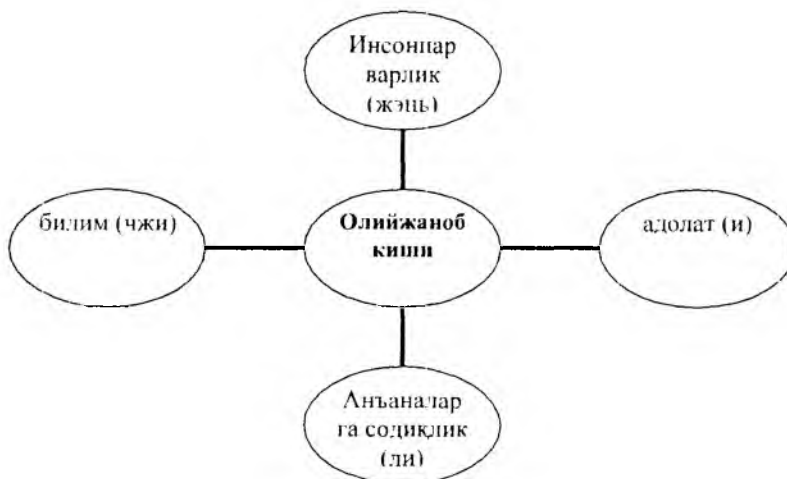 Инсонпар
варлик
(жэнь)
билим (чжи)
Олийжаноб
киши
адолат (и)
Анъаналар
га содиқлик
(ли)